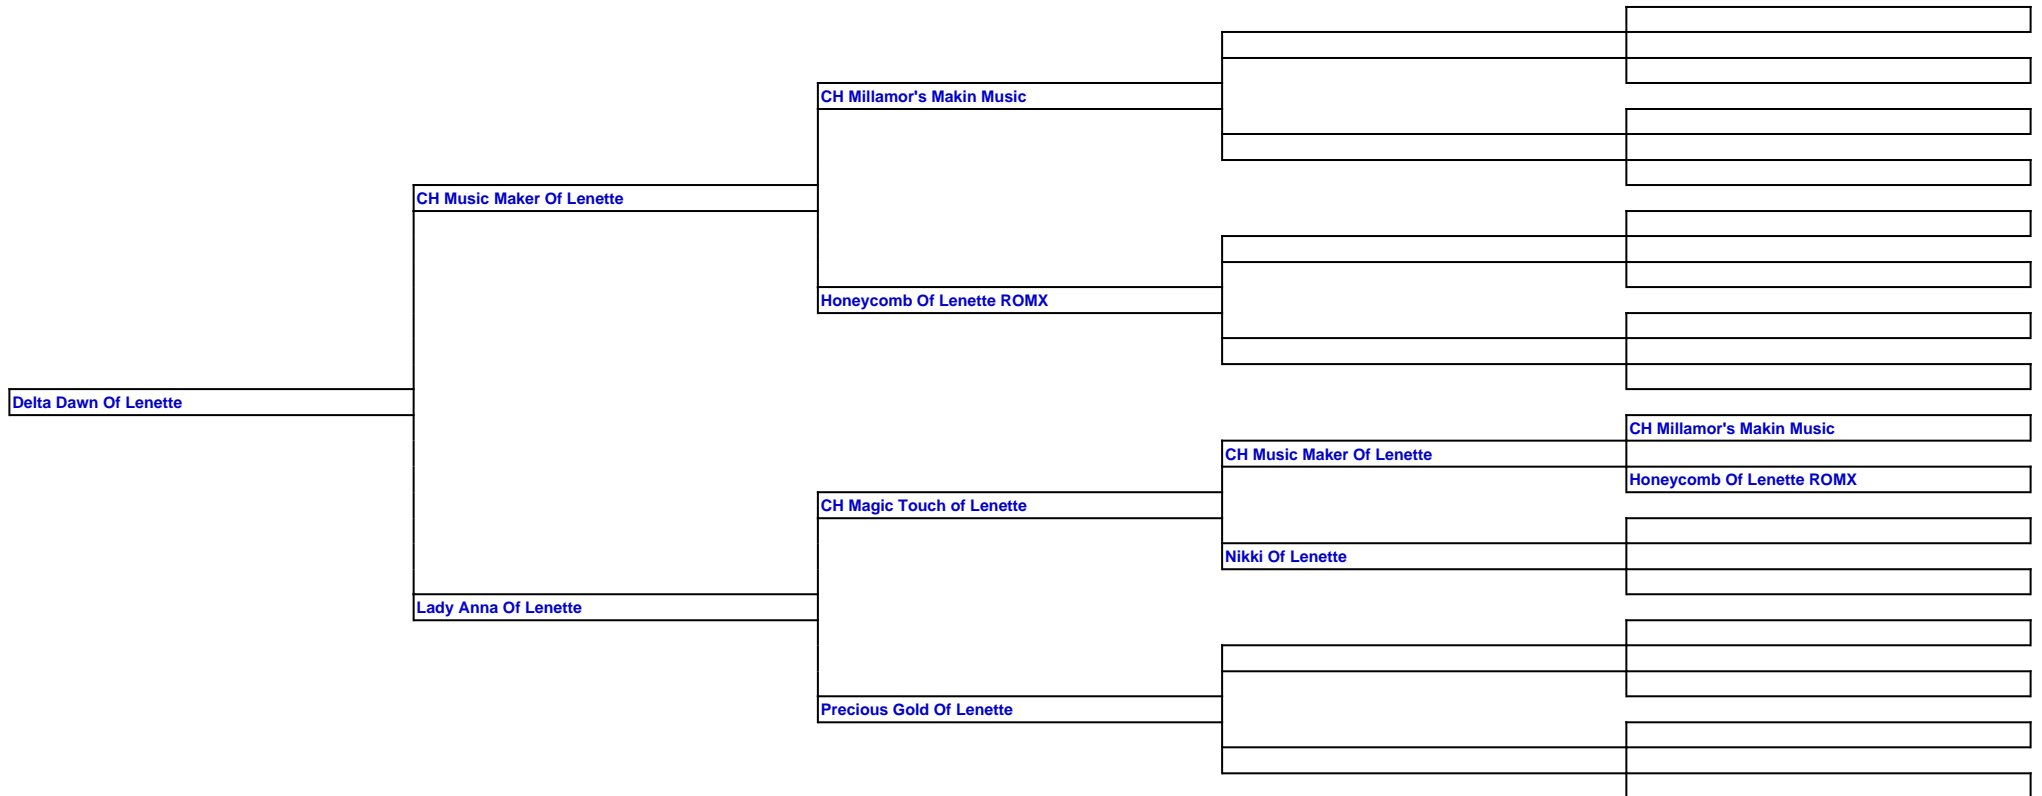 CH Millamor's Makin Music
CH Music Maker Of Lenette
Honeycomb Of Lenette ROMX
Delta Dawn Of Lenette
CH Millamor's Makin Music
CH Music Maker Of Lenette
Honeycomb Of Lenette ROMX
CH Magic Touch of Lenette
Nikki Of Lenette
Lady Anna Of Lenette
Precious Gold Of Lenette